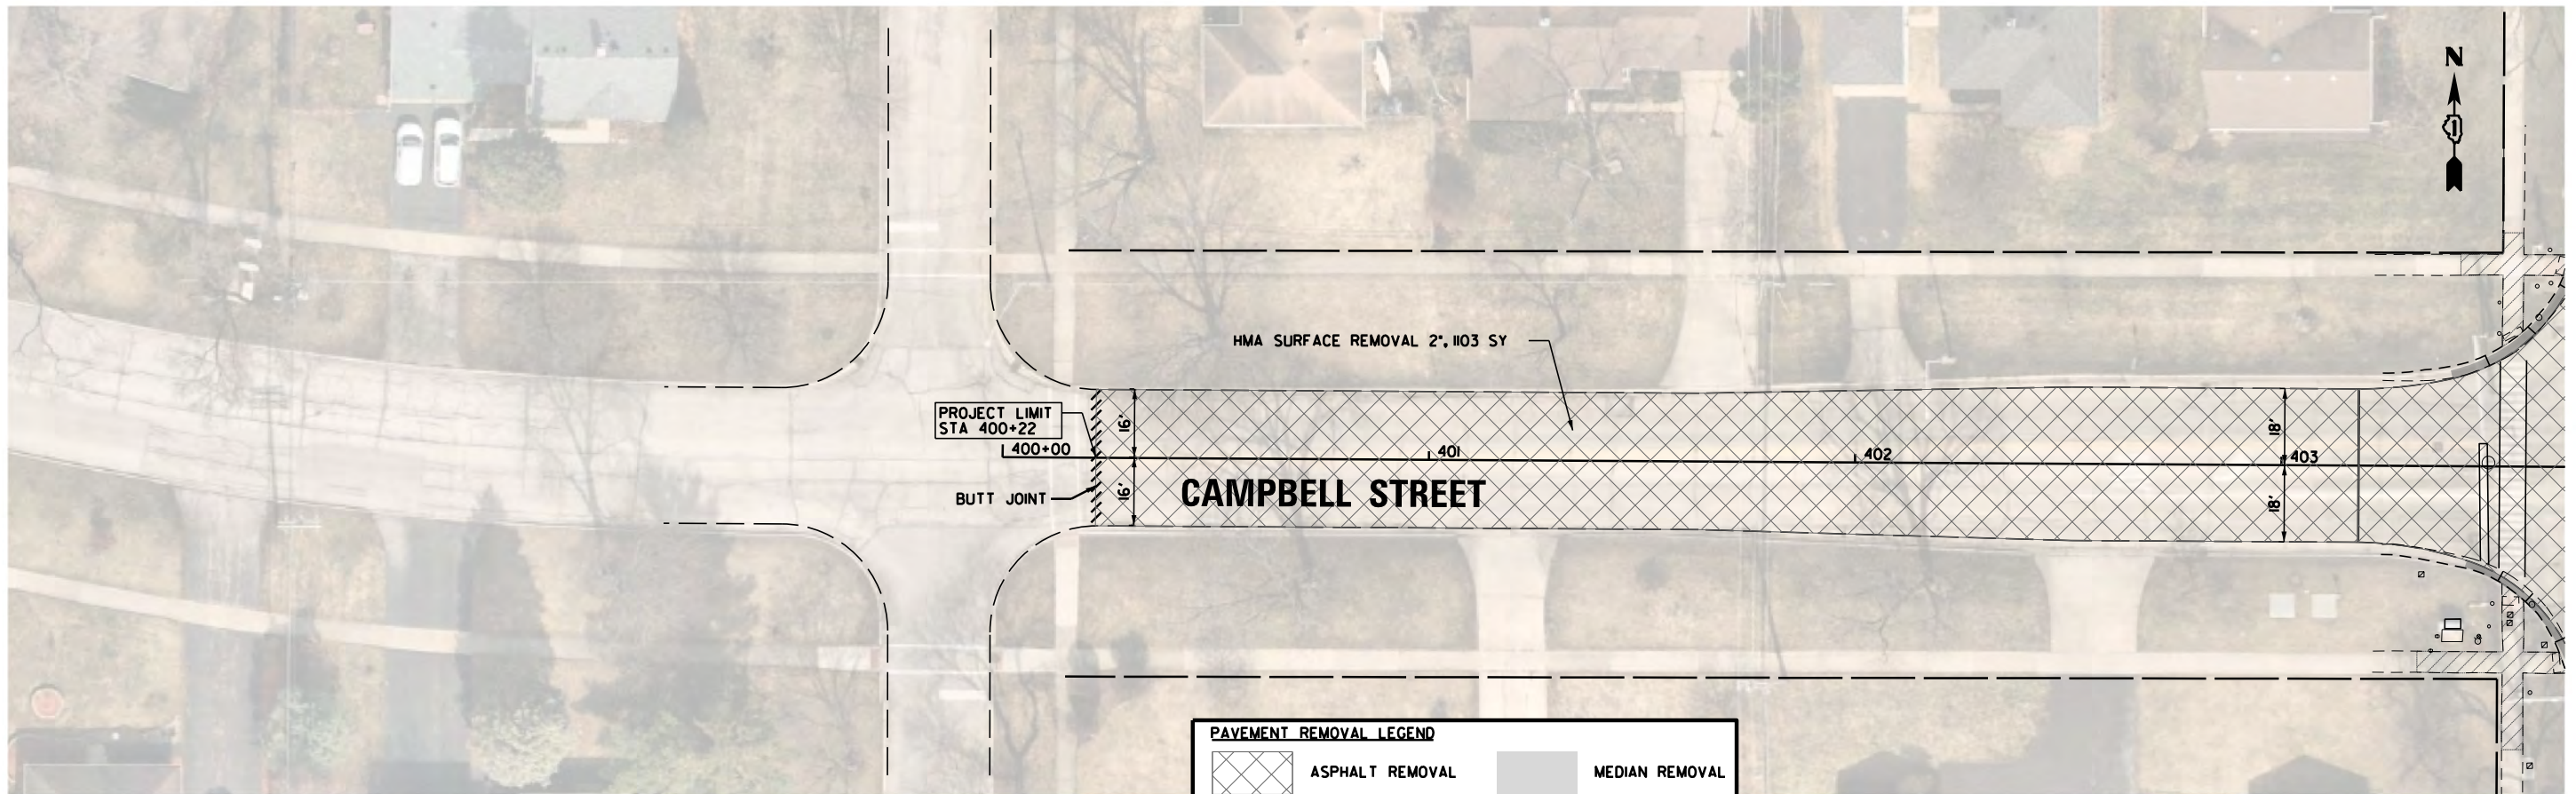 N
HMA SURFACE REMOVAL 2", 1103 SY
PROJECT LIMIT
STA 400+22
400+00
401
402
403
16'
16'
18'
18'
BUTT JOINT
CAMPBELL STREET
PAVEMENT REMOVAL LEGEND
ASPHALT REMOVAL
MEDIAN REMOVAL